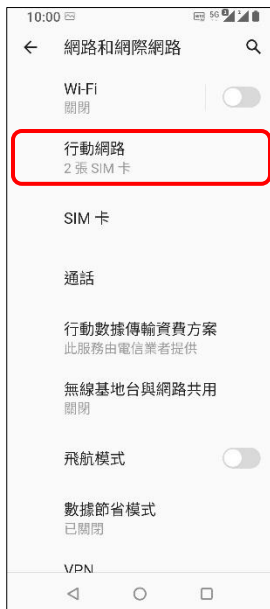 10:00 5G
網路和網際網路
Wi-Fi
關閉
行動網路
2 張 SIM 卡
SIM 卡
通話
行動數據傳輸資費方案
此服務由電信業者提供
無線基地台與網路共用
關閉
飛航模式
數據節省模式
已關閉
VPN